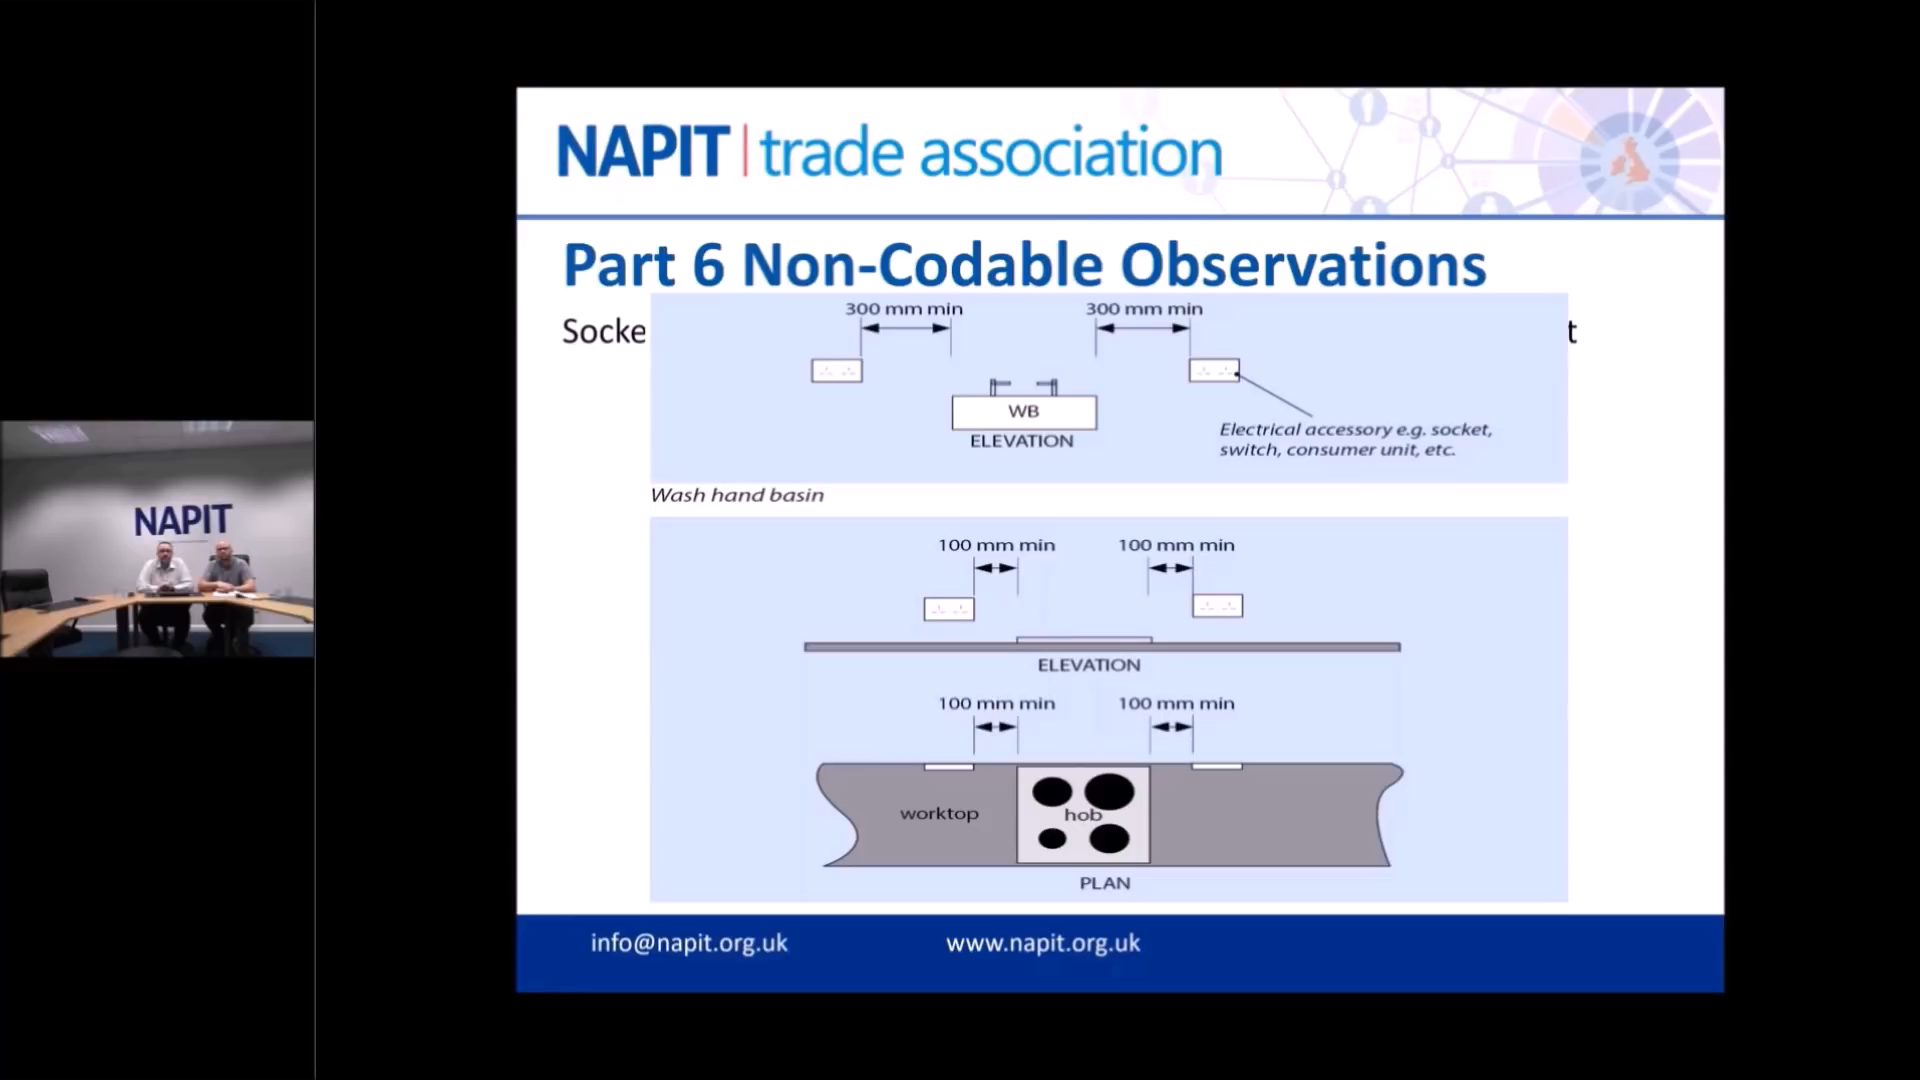 NAPIT | trade association
Part 6 Non-Codable Observations
300 mm min 300 mm min
WB
ELEVATION
Electrical accessory e.g. socket,
switch, consumer unit, etc.
Wash hand basin
100 mm min 100 mm min
ELEVATION
100 mm min 100 mm min
worktop
hob
PLAN
info@napit.org.uk www.napit.org.uk
NAPIT